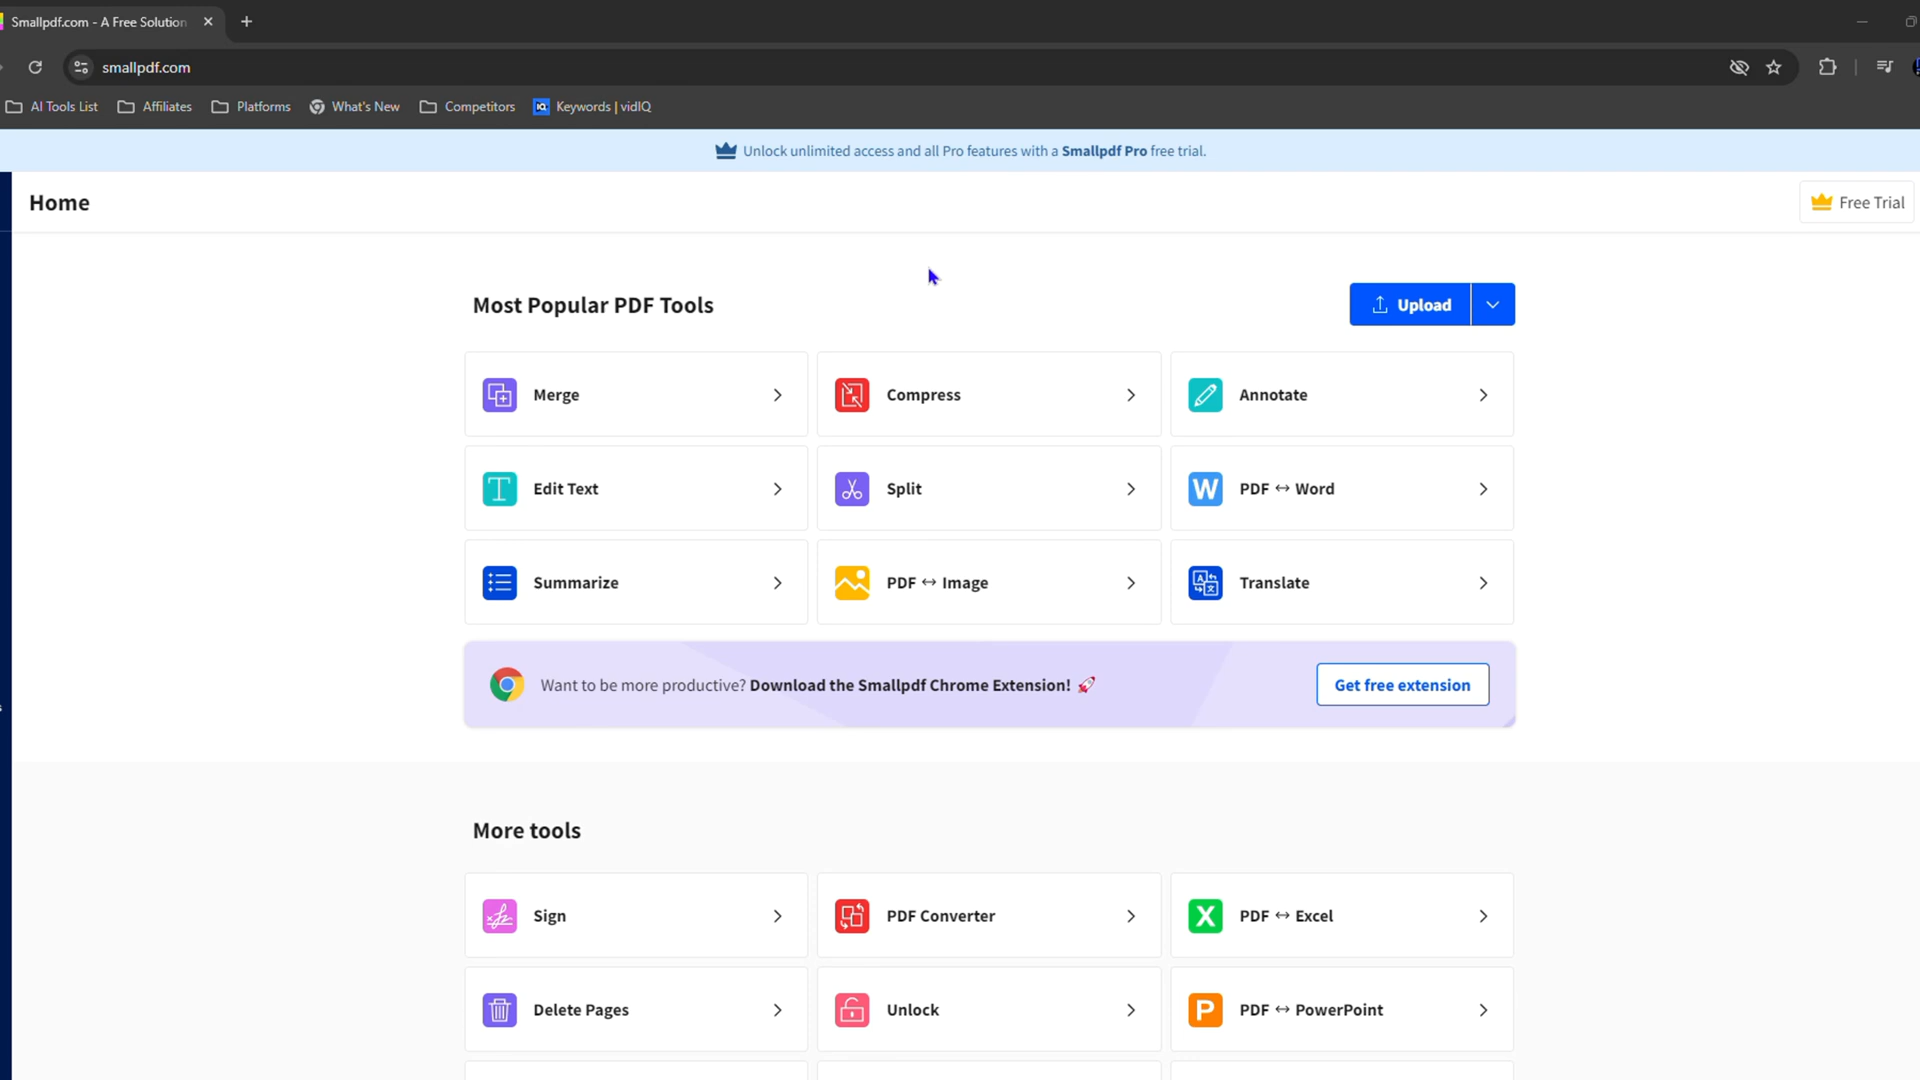 Smallpdf.com - A Free Solution
smallpdf.com
AI Tools List
Affiliates
Platforms
What's New
Competitors
Keywords | vidIQ
Unlock unlimited access and all Pro features with a Smallpdf Pro free trial.
Home
Free Trial
Most Popular PDF Tools
Upload
Merge
Compress
Annotate
Edit Text
Split
PDF ↔ Word
Summarize
PDF ↔ Image
Translate
Want to be more productive? Download the Smallpdf Chrome Extension! 🚀
Get free extension
More tools
Sign
PDF Converter
PDF ↔ Excel
Delete Pages
Unlock
PDF ↔ PowerPoint